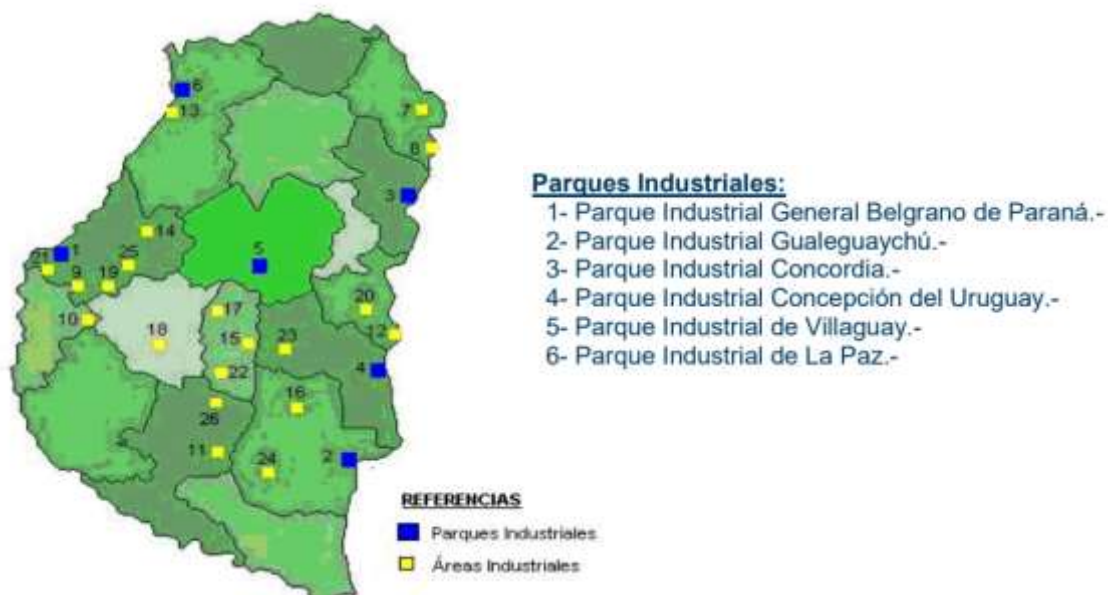 6
13
7
8
3
14
5
1
21
25
9
19
10
17
20
18
15
23
12
22
4
16
26
11
24
2
Parques Industriales:
1- Parque Industrial General Belgrano de Paraná.-
2- Parque Industrial Gualeguaychú.-
3- Parque Industrial Concordia.-
4- Parque Industrial Concepción del Uruguay.-
5- Parque Industrial de Villaguay.-
6- Parque Industrial de La Paz.-
REFERENCIAS
Parques Industriales
Áreas Industriales